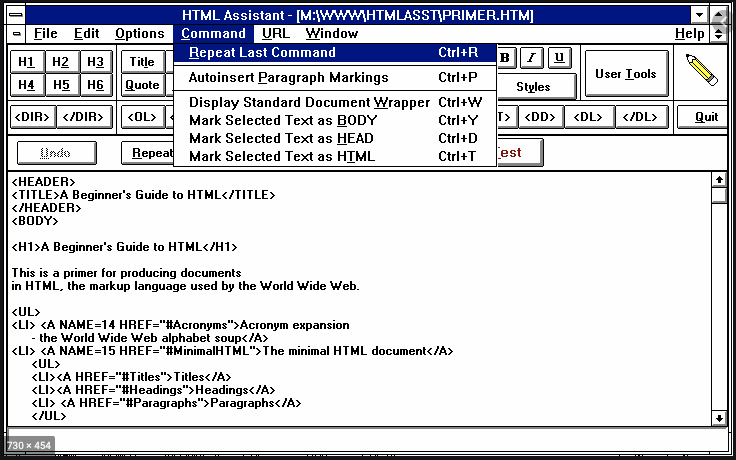 HTML Assistant - [M:\WWW\HTMLASST\PRIMER.HTM]
File Edit Options Command URL Window Help
Repeat Last Command Ctrl+R
Autoinsert Paragraph Markings Ctrl+P
Display Standard Document Wrapper Ctrl+W
Mark Selected Text as BODY Ctrl+Y
Mark Selected Text as HEAD Ctrl+D
Mark Selected Text as HTML Ctrl+T
H1 H2 H3 Title B I U
H4 H5 H6 Quote Styles User Tools
<DIR> </DIR> <OL> <DD> <DL> </DL> Quit
Undo Repeat
<HEADER>
<TITLE>A Beginner's Guide to HTML</TITLE>
</HEADER>
<BODY>
<H1>A Beginner's Guide to HTML</H1>
This is a primer for producing documents
in HTML, the markup language used by the World Wide Web.
<UL>
<LI> <A NAME=14 HREF="#Acronyms">Acronym expansion
- the World Wide Web alphabet soup</A>
<LI> <A NAME=15 HREF="#MinimalHTML">The minimal HTML document</A>
<UL>
<LI><A HREF="#Titles">Titles</A>
<LI><A HREF="#Headings">Headings</A>
<LI> <A HREF="#Paragraphs">Paragraphs</A>
</UL>
730 × 454